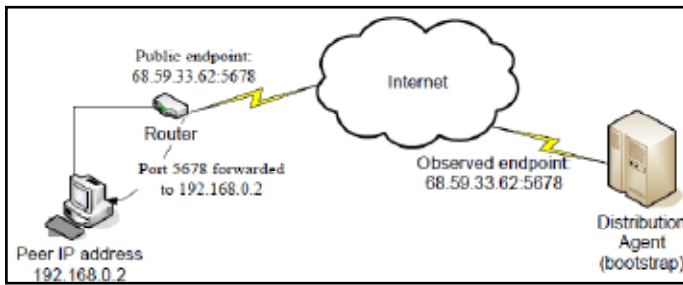 Public endpoint:
68.59.33.62:5678
Internet
Router
Port 5678 forwarded
to 192.168.0.2
Observed endpoint:
68.59.33.62:5678
Peer IP address
192.168.0.2
Distribution
Agent
(bootstrap)